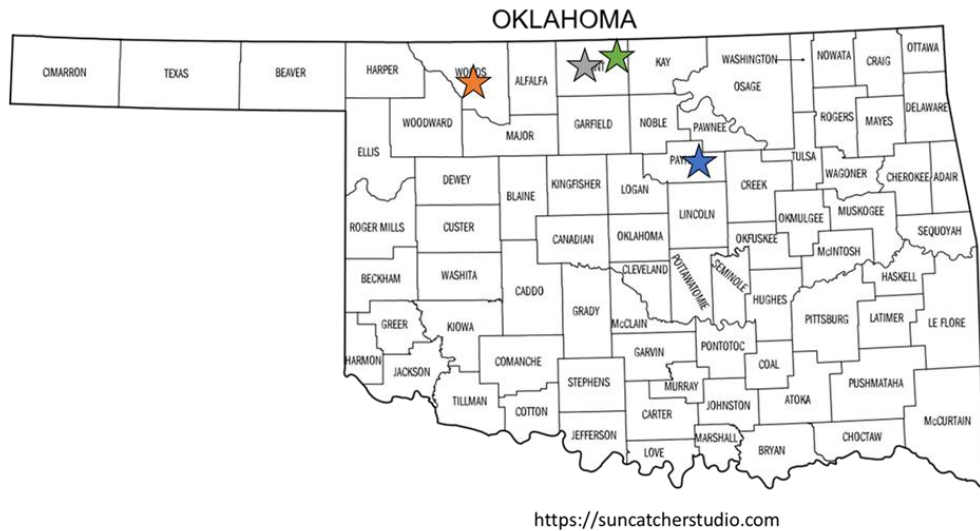 OKLAHOMA
CIMARRON
TEXAS
BEAVER
HARPER
ALFALFA
KAY
WASHINGTON
OSAGE
NOWATA
CRAIG
OTTAWA
WOODWARD
MAJOR
GARFIELD
NOBLE
PAWNEE
ROGERS
MAYES
DELAWARE
ELLIS
DEWEY
BLAINE
KINGFISHER
LOGAN
CREEK
TULSA
WAGONER
CHEROKEE
ADAIR
ROGER MILLS
CUSTER
CANADIAN
OKLAHOMA
LINCOLN
OKFUSKEE
OKMULGEE
MUSKOGEE
McINTOSH
SEQUOYAH
BECKHAM
WASHITA
CADDO
GRADY
CLEVELAND
McCLAIN
POTTAWATOMIE
SEMINOLE
HUGHES
PITTSBURG
HASKELL
LATIMER
LE FLORE
GREER
KIOWA
HARMON
JACKSON
COMANCHE
STEPHENS
GARVIN
PONTOTOC
COAL
MURRAY
TILLMAN
COTTON
JEFFERSON
CARTER
JOHNSTON
ATOKA
PUSHMATAHA
McCURTAIN
LOVE
MARSHALL
BRYAN
CHOCTAW
https://suncatcherstudio.com